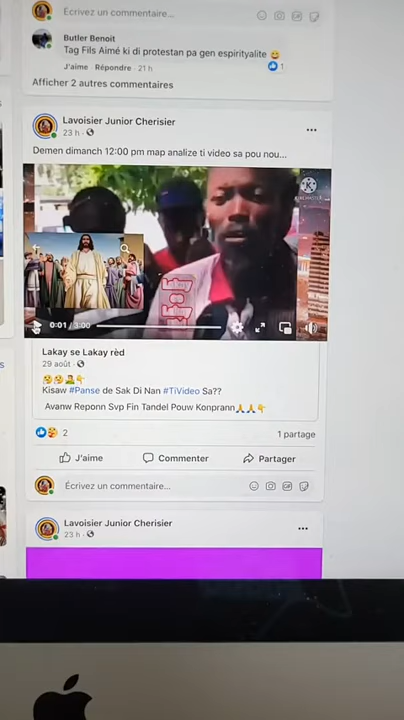 Écrivez un commentaire...
Butler Benoit
Tag Fils Aimé ki di protestan pa gen espirityalite 😄
J'aime · Répondre · 21 h
1
Afficher 2 autres commentaires
Lavoisier Junior Cherisier
23 h ·
Demen dimanch 12:00 pm map analize ti video sa pou nou...
KINEMASTER
0:01 / 3:00
Lakay se Lakay rèd
29 août ·
🤔🤔🤦👇
Kisaw #Panse de Sak Di Nan #TiVideo Sa??
Avanw Reponn Svp Fin Tandel Pouw Konprann🙏🙏👇
2
1 partage
J'aime
Commenter
Partager
Écrivez un commentaire...
Lavoisier Junior Cherisier
23 h ·